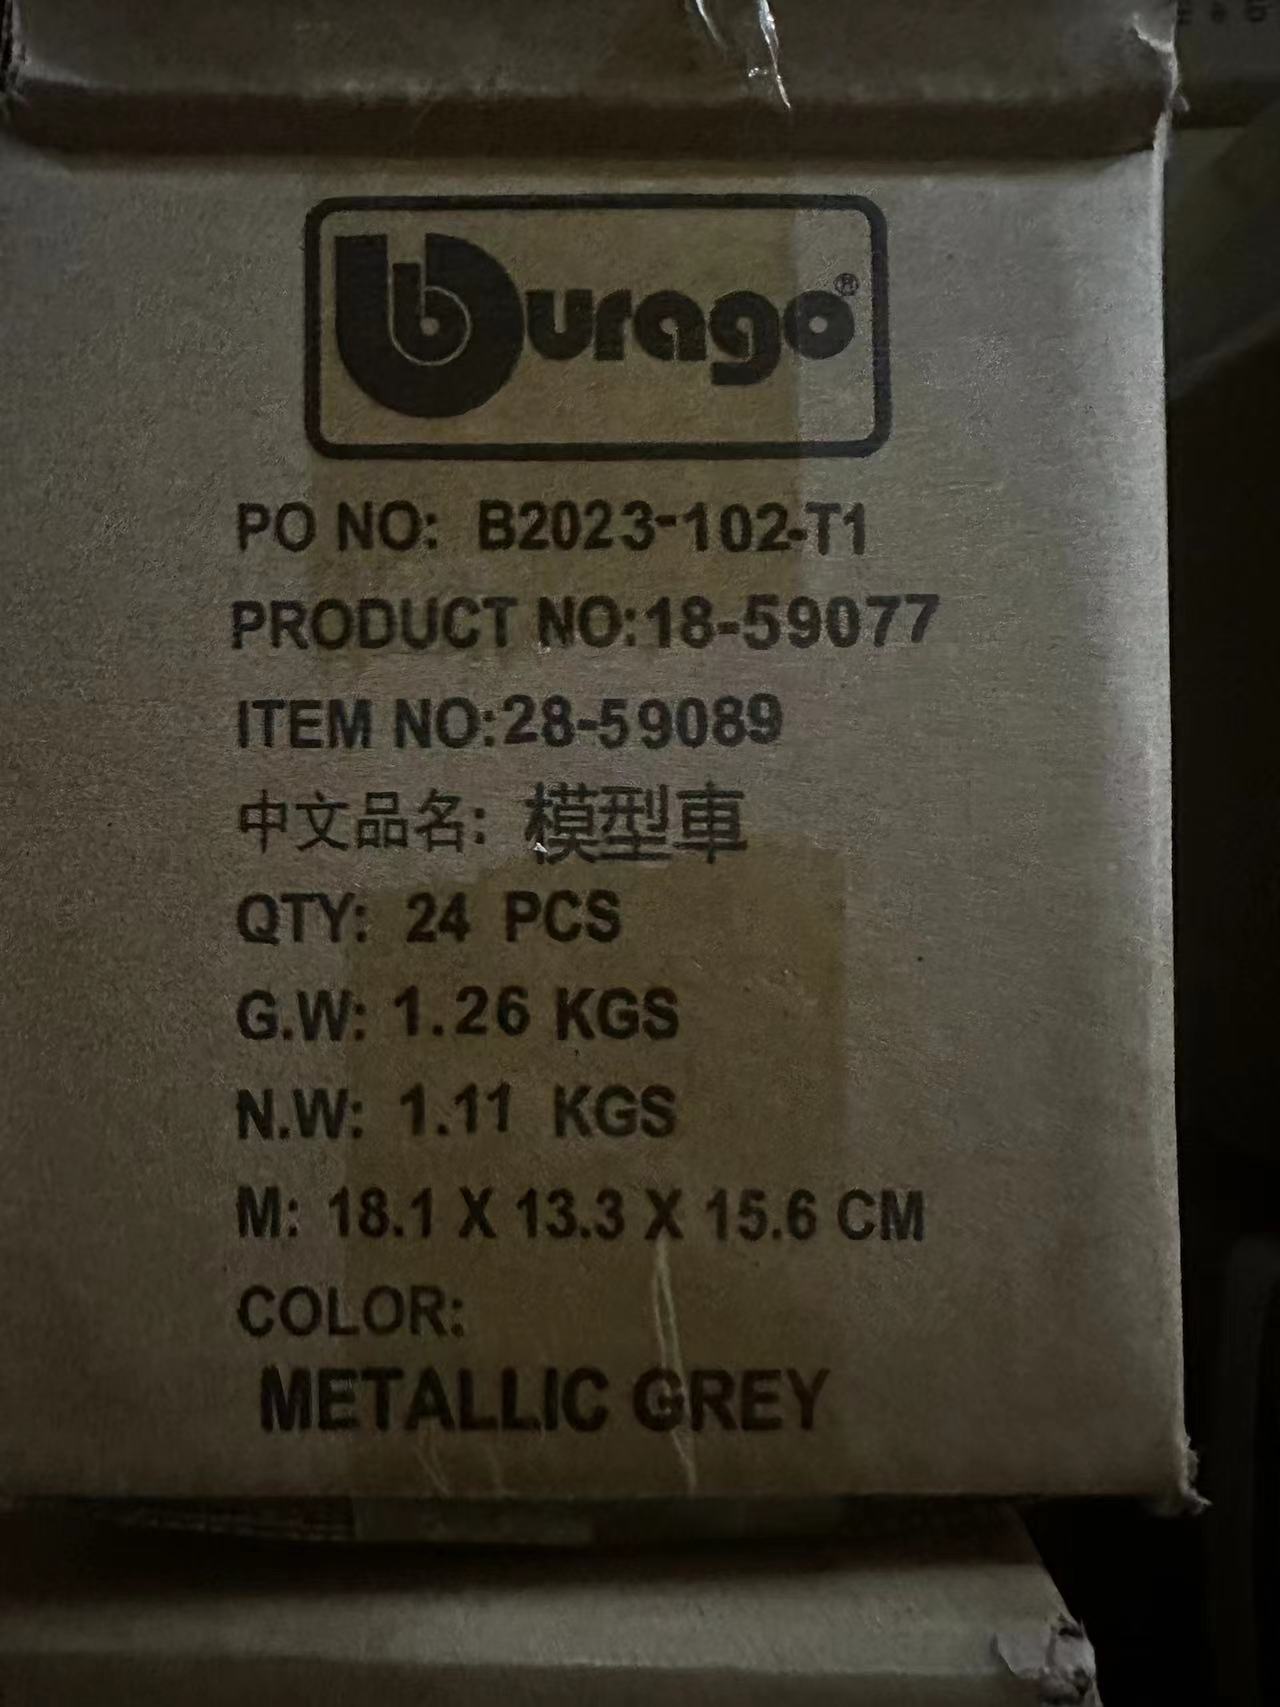 burago®
PO NO: B2023-102-T1
PRODUCT NO:18-59077
ITEM NO:28-59089
中文品名: 模型車
QTY: 24 PCS
G.W: 1.26 KGS
N.W: 1.11 KGS
M: 18.1 X 13.3 X 15.6 CM
COLOR:
METALLIC GREY